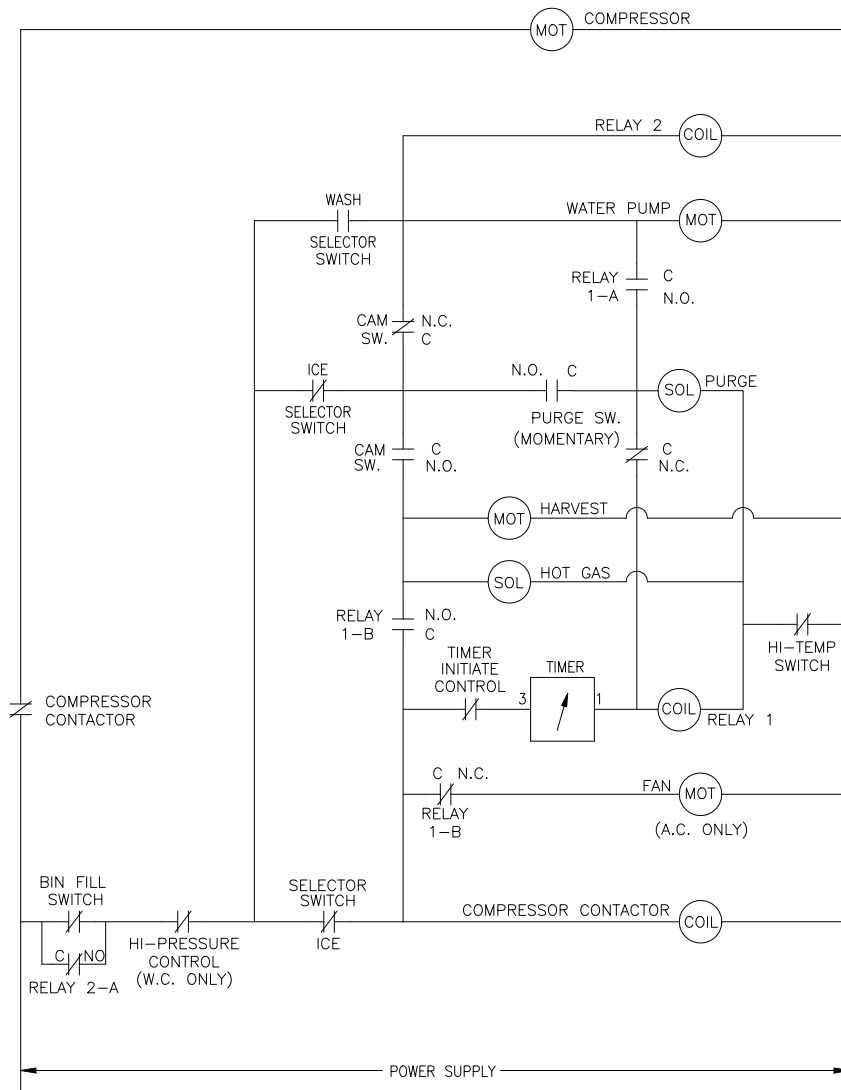 MOT COMPRESSOR
RELAY 2 COIL
WASH
SELECTOR
SWITCH
WATER PUMP MOT
RELAY
1-A
C
N.O.
CAM
SW.
N.C.
C
ICE
SELECTOR
SWITCH
N.O. C
PURGE SW.
(MOMENTARY)
SOL PURGE
CAM
SW.
C
N.O.
C
N.C.
MOT HARVEST
SOL HOT GAS
RELAY
1-B
N.O.
C
HI-TEMP
SWITCH
TIMER
INITIATE
CONTROL
TIMER
3 1
COIL RELAY 1
COMPRESSOR
CONTACTOR
C N.C.
RELAY
1-B
FAN MOT
(A.C. ONLY)
BIN FILL
SWITCH
C NO
RELAY 2-A
HI-PRESSURE
CONTROL
(W.C. ONLY)
SELECTOR
SWITCH
ICE
COMPRESSOR CONTACTOR COIL
POWER SUPPLY